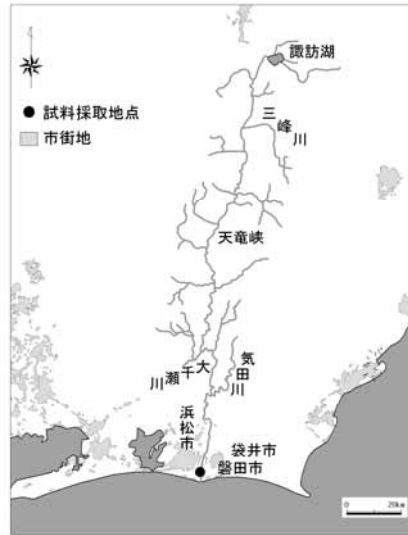 諏訪湖
● 試料採取地点
市街地
三峰川
天竜峡
大千瀬川
気田川
浜松市
袋井市
磐田市
0 20km